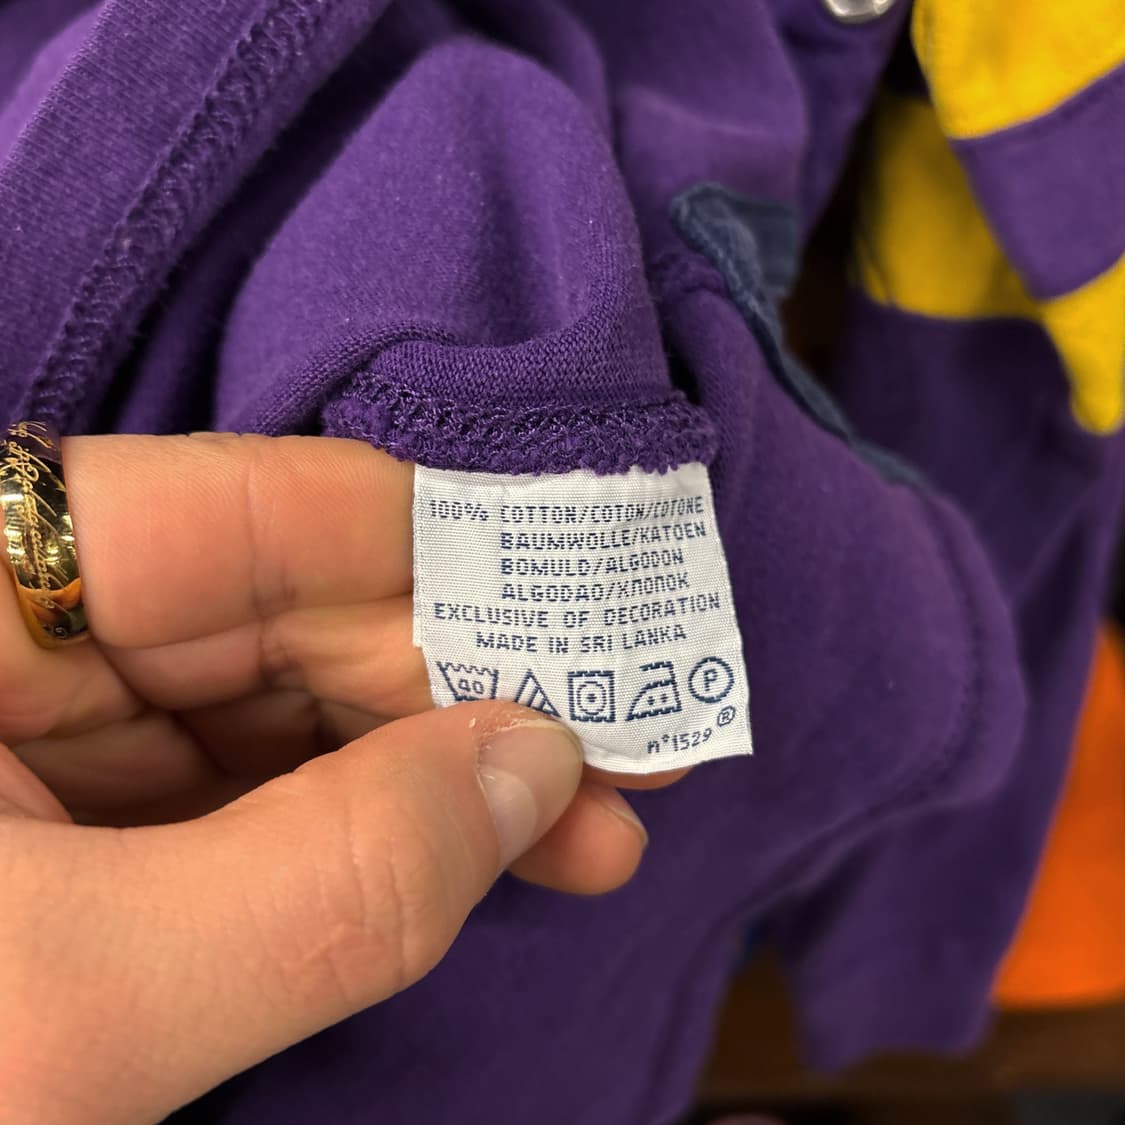 100% COTTON/COTON/COTONE
BAUMWOLLE/KATOEN
BOMULD/ALGODON
ALGODAO/ХЛОПОК
EXCLUSIVE OF DECORATION
MADE IN SRI LANKA
40 P
®
n°1529